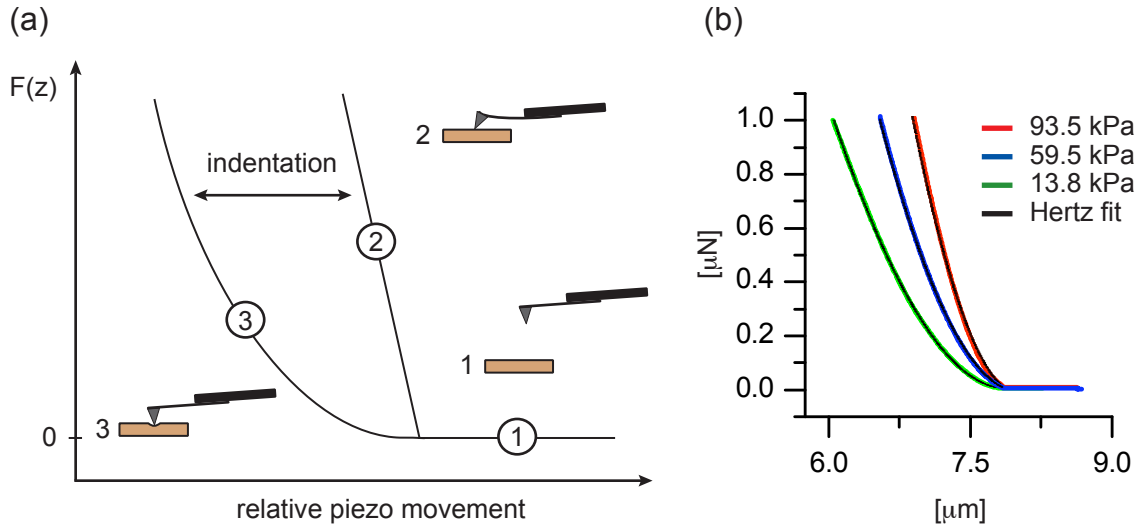 (a)
F(z)
indentation
2
2
3
1
1
3
0
relative piezo movement
(b)
1.0
0.8
0.6
0.4
0.2
0.0
[μN]
93.5 kPa
59.5 kPa
13.8 kPa
Hertz fit
6.0 7.5 9.0
[μm]